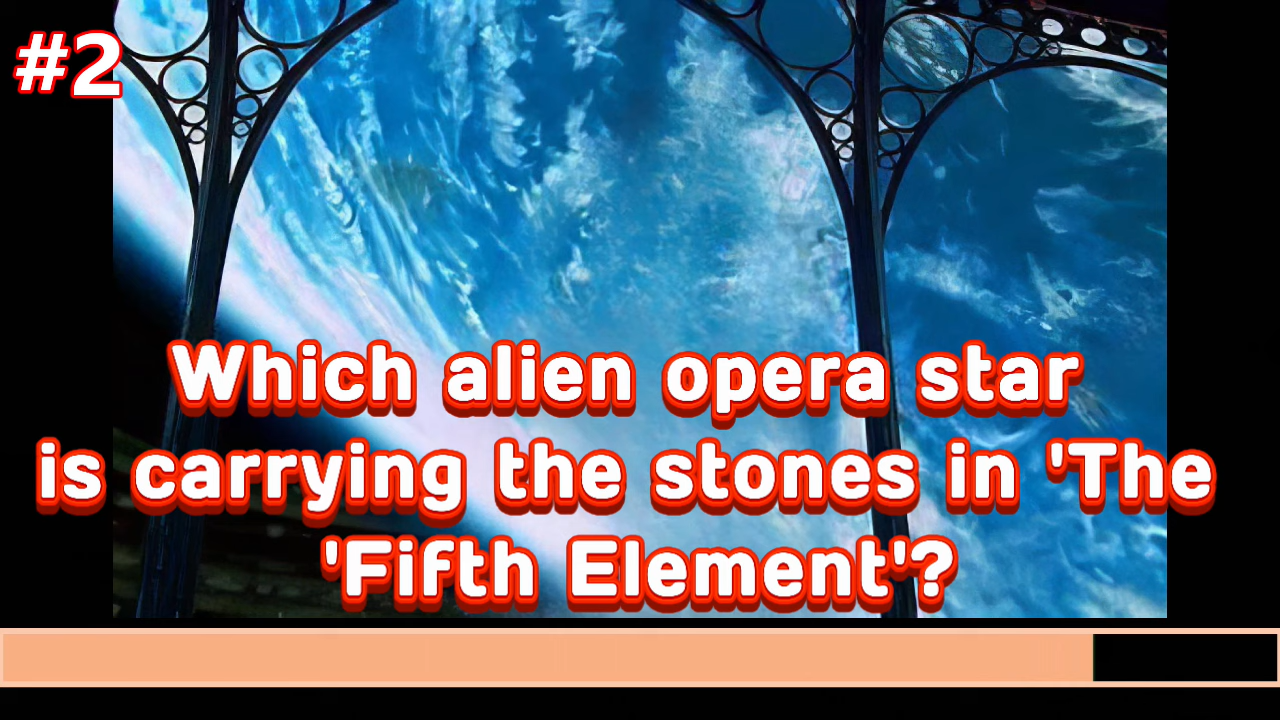 #2
Which alien opera star
is carrying the stones in 'The
'Fifth Element'?